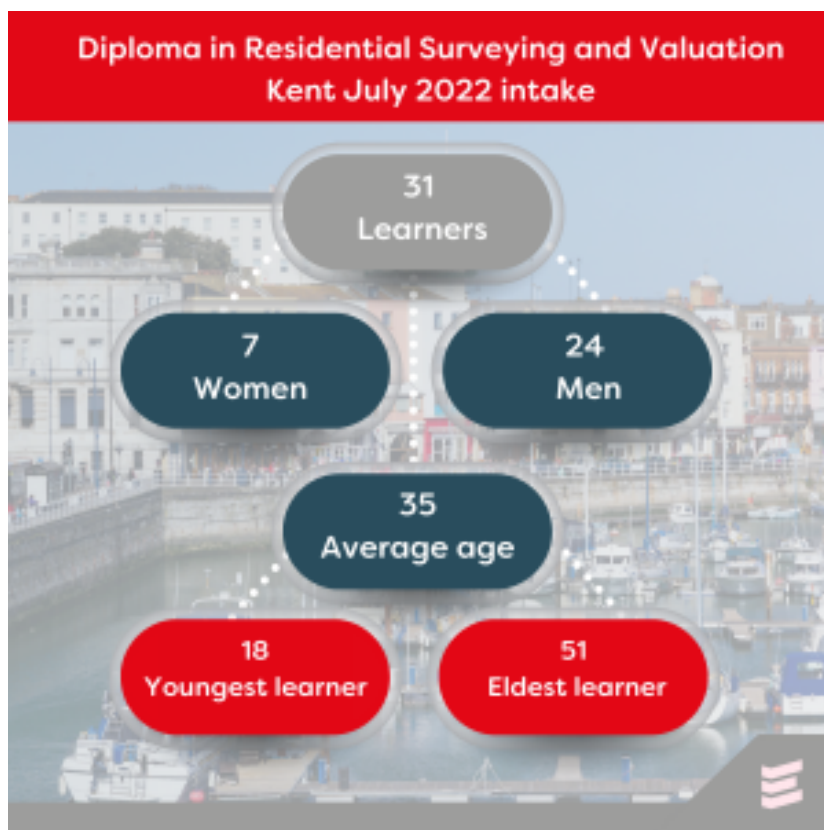 Diploma in Residential Surveying and Valuation
Kent July 2022 intake
31
Learners
7
Women
24
Men
35
Average age
18
Youngest learner
51
Eldest learner